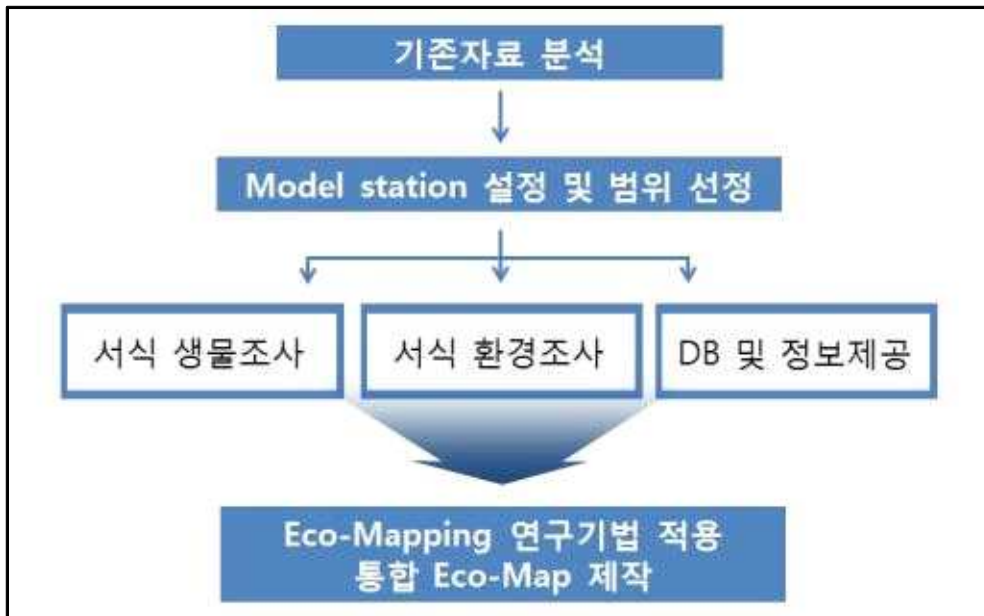 기존자료 분석
Model station 설정 및 범위 선정
서식 생물조사
서식 환경조사
DB 및 정보제공
Eco-Mapping 연구기법 적용
통합 Eco-Map 제작